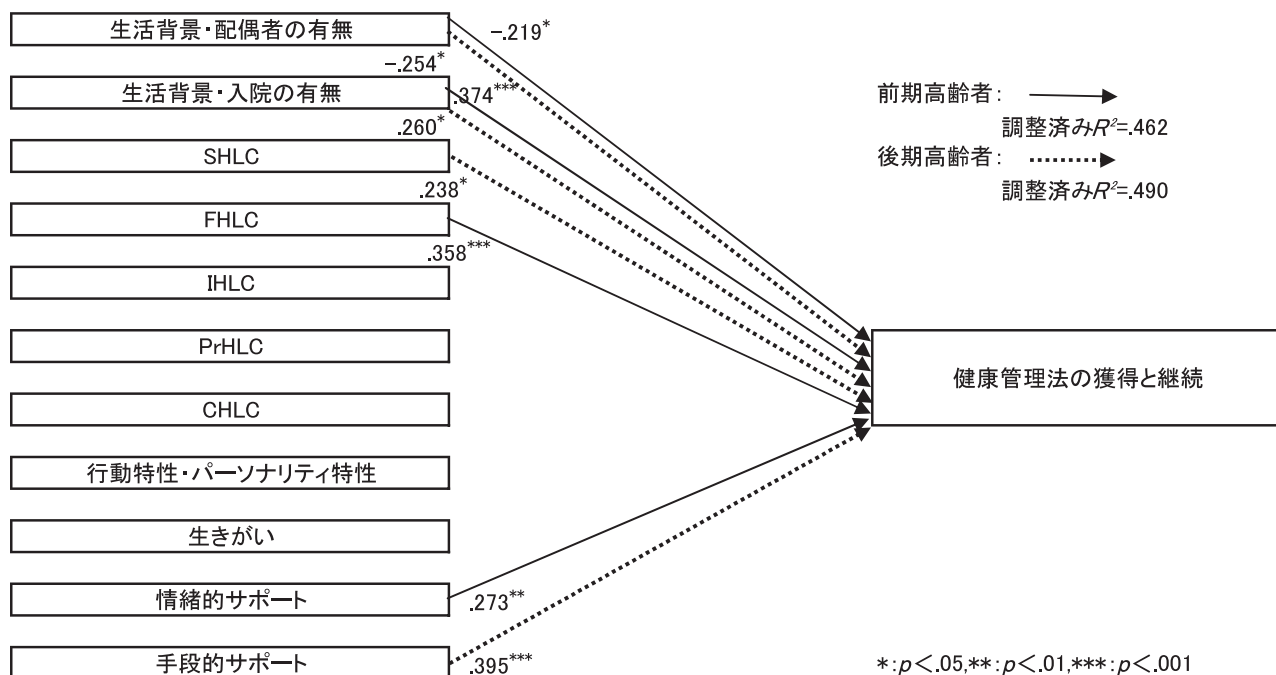 生活背景・配偶者の有無
-.219*
-.254*
生活背景・入院の有無
.374***
.260*
SHLC
.238*
FHLC
.358***
IHLC
PrHLC
CHLC
行動特性・パーソナリティ特性
生きがい
情緒的サポート
.273**
手段的サポート
.395***
前期高齢者:
調整済みR²=.462
後期高齢者:
調整済みR²=.490
健康管理法の獲得と継続
*:p<.05,**:p<.01,***:p<.001